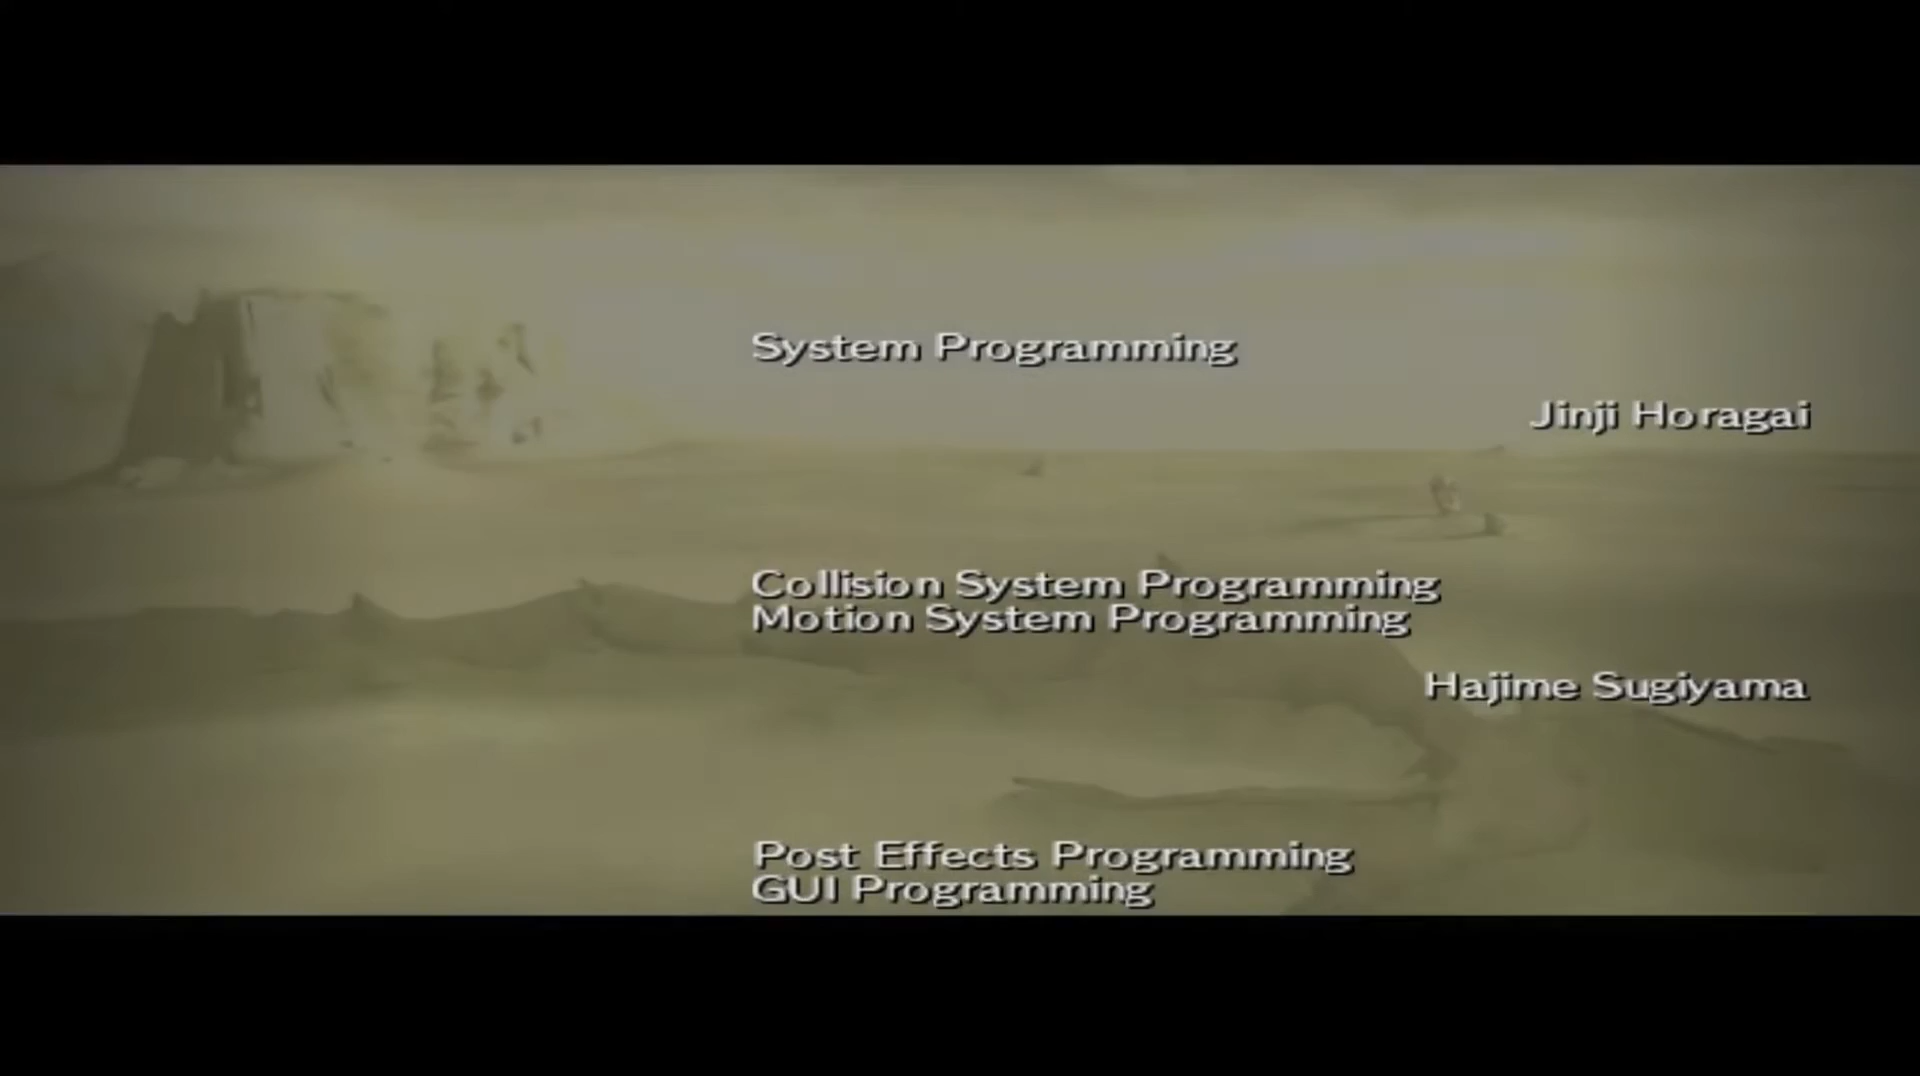 System Programming
Jinji Horagai
Collision System Programming
Motion System Programming
Hajime Sugiyama
Post Effects Programming
GUI Programming